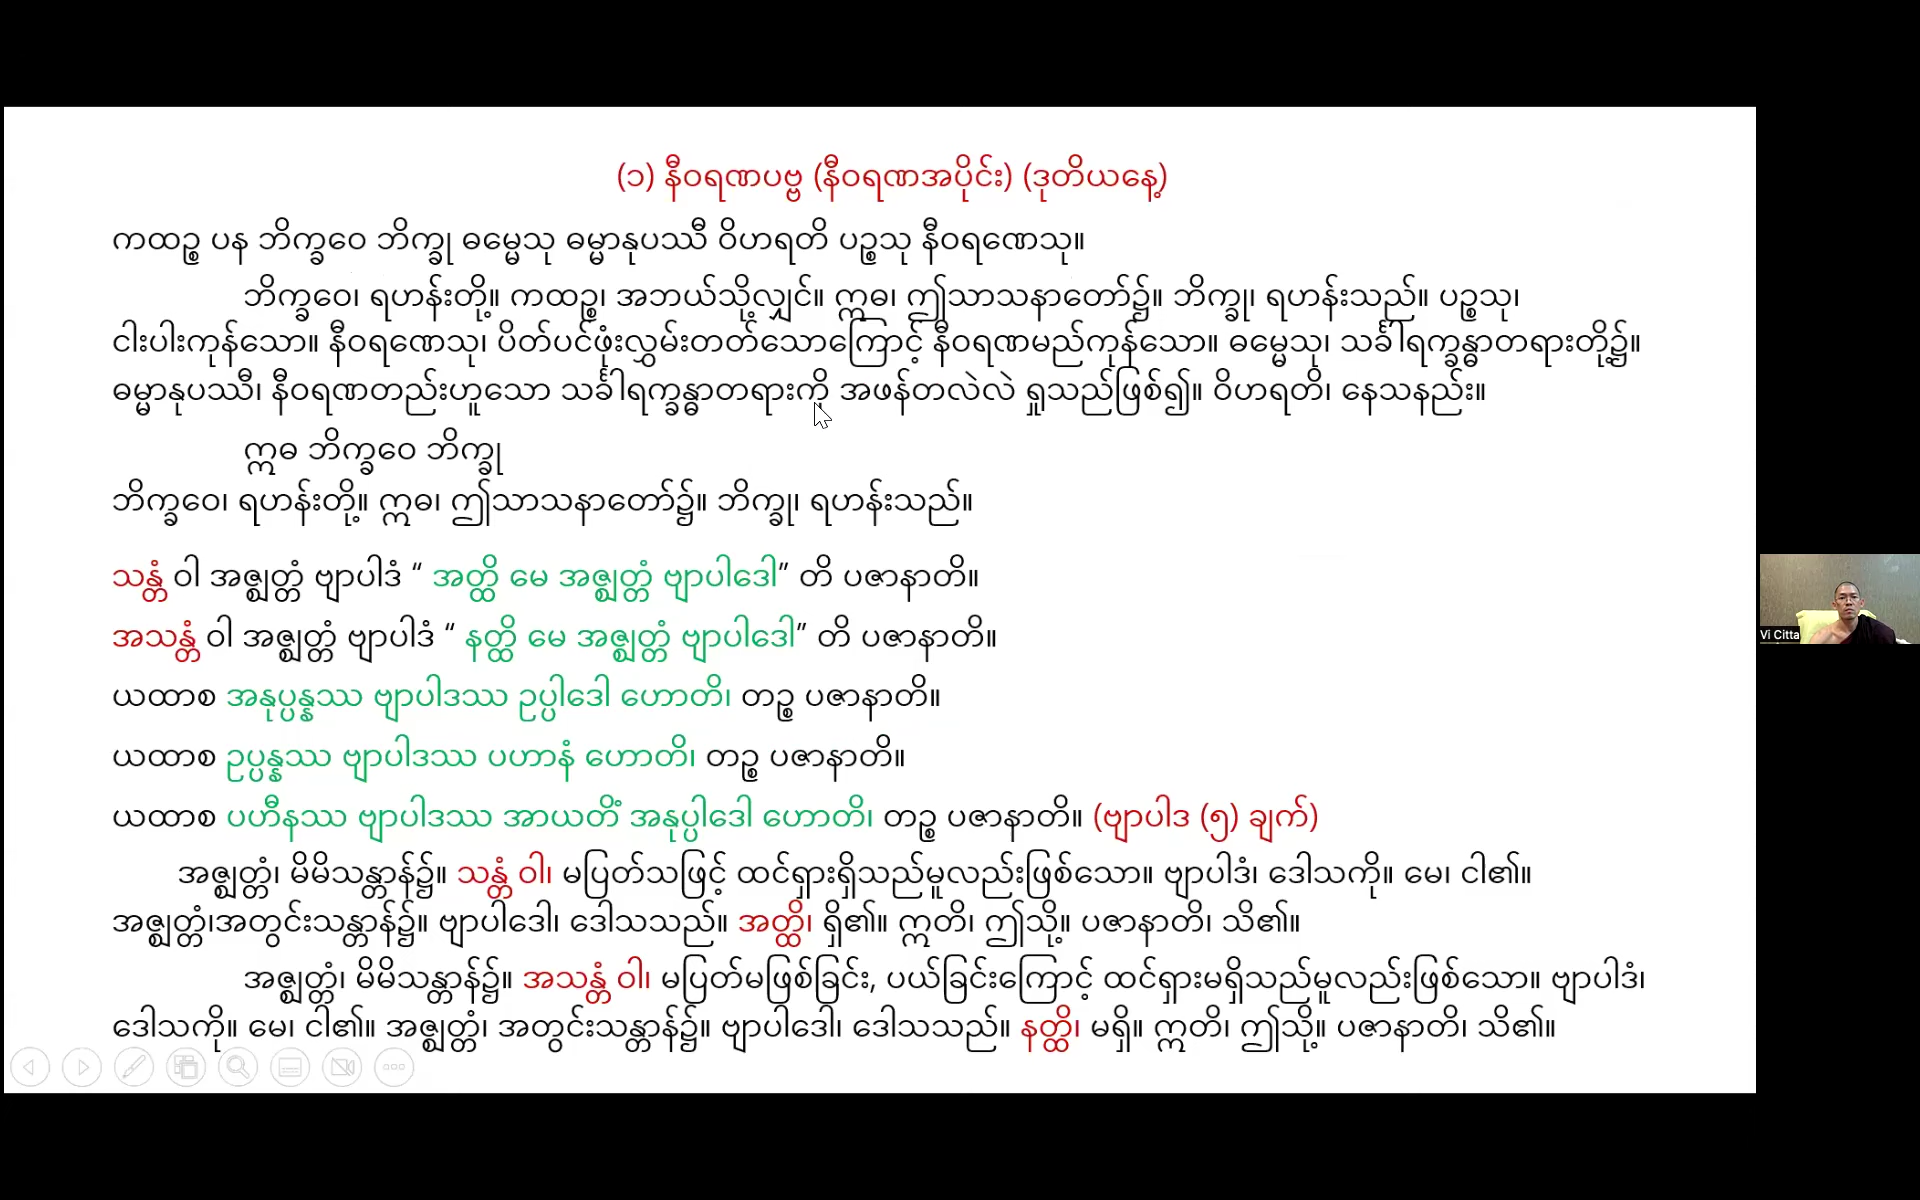 (၁) နီဝရဏပဗ္ဗ (နီဝရဏအပိုင်း) (ဒုတိယနေ့)
ကထဉ္စ ပန ဘိက္ခဝေ ဘိက္ခု ဓမ္မေသု ဓမ္မာနုပဿီ ဝိဟရတိ ပဉ္စသု နီဝရဏေသု။
ဘိက္ခဝေ၊ ရဟန်းတို့။ ကထဉ္စ၊ အဘယ်သို့လျှင်။ ဣဓ၊ ဤသာသနာတော်၌။ ဘိက္ခု၊ ရဟန်းသည်။ ပဉ္စသု၊
ငါးပါးကုန်သော။ နီဝရဏေသု၊ ပိတ်ပင်ဖုံးလွှမ်းတတ်သောကြောင့် နီဝရဏမည်ကုန်သော။ ဓမ္မေသု၊ သင်္ခါရက္ခန္ဓာတရားတို့၌။
ဓမ္မာနုပဿီ၊ နီဝရဏတည်းဟူသော သင်္ခါရက္ခန္ဓာတရားကို အဖန်တလဲလဲ ရှုသည်ဖြစ်၍။ ဝိဟရတိ၊ နေသနည်း။
ဣဓ ဘိက္ခဝေ ဘိက္ခု
ဘိက္ခဝေ၊ ရဟန်းတို့။ ဣဓ၊ ဤသာသနာတော်၌။ ဘိက္ခု၊ ရဟန်းသည်။
သန္တံ ဝါ အဇ္ဈတ္တံ ဗျာပါဒံ “ အတ္ထိ မေ အဇ္ဈတ္တံ ဗျာပါဒေါ” တိ ပဇာနာတိ။
အသန္တံ ဝါ အဇ္ဈတ္တံ ဗျာပါဒံ “ နတ္ထိ မေ အဇ္ဈတ္တံ ဗျာပါဒေါ” တိ ပဇာနာတိ။
ယထာစ အနုပ္ပန္နဿ ဗျာပါဒဿ ဥပ္ပါဒေါ ဟောတိ၊ တဉ္စ ပဇာနာတိ။
ယထာစ ဥပ္ပန္နဿ ဗျာပါဒဿ ပဟာနံ ဟောတိ၊ တဉ္စ ပဇာနာတိ။
ယထာစ ပဟီနဿ ဗျာပါဒဿ အာယတိံ အနုပ္ပါဒေါ ဟောတိ၊ တဉ္စ ပဇာနာတိ။ (ဗျာပါဒ (၅) ချက်)
အဇ္ဈတ္တံ၊ မိမိသန္တာန်၌။ သန္တံ ဝါ၊ မပြတ်သဖြင့် ထင်ရှားရှိသည်မူလည်းဖြစ်သော။ ဗျာပါဒံ၊ ဒေါသကို။ မေ၊ ငါ၏။
အဇ္ဈတ္တံ၊အတွင်းသန္တာန်၌။ ဗျာပါဒေါ၊ ဒေါသသည်။ အတ္ထိ၊ ရှိ၏။ ဣတိ၊ ဤသို့။ ပဇာနာတိ၊ သိ၏။
အဇ္ဈတ္တံ၊ မိမိသန္တာန်၌။ အသန္တံ ဝါ၊ မပြတ်မဖြစ်ခြင်း, ပယ်ခြင်းကြောင့် ထင်ရှားမရှိသည်မူလည်းဖြစ်သော။ ဗျာပါဒံ၊
ဒေါသကို။ မေ၊ ငါ၏။ အဇ္ဈတ္တံ၊ အတွင်းသန္တာန်၌။ ဗျာပါဒေါ၊ ဒေါသသည်။ နတ္ထိ၊ မရှိ။ ဣတိ၊ ဤသို့။ ပဇာနာတိ၊ သိ၏။
Vi Citta